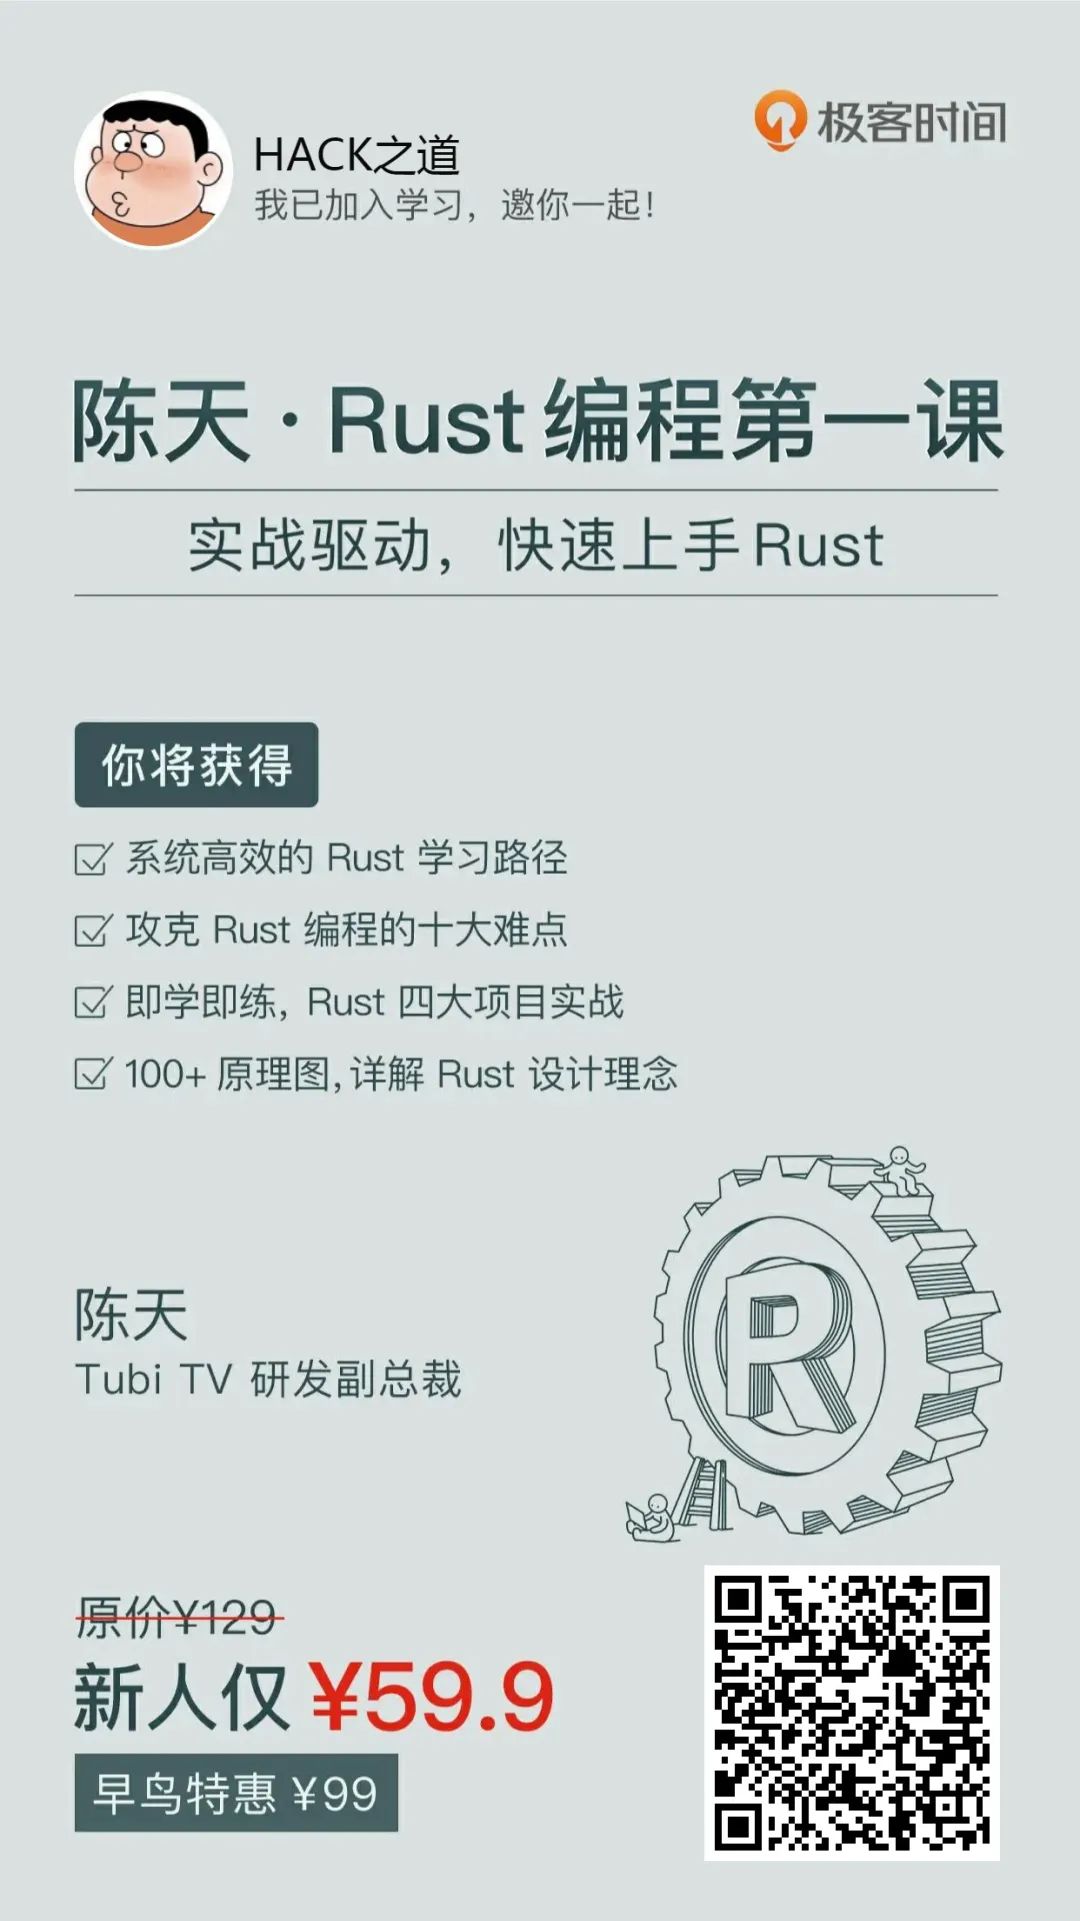 HACK之道
我已加入学习，邀你一起！
极客时间
陈天·Rust 编程第一课
实战驱动，快速上手Rust
你将获得
系统高效的 Rust 学习路径
攻克 Rust 编程的十大难点
即学即练，Rust 四大项目实战
100+ 原理图，详解 Rust 设计理念
R
陈天
Tubi TV 研发副总裁
原价¥129
新人仅 ¥59.9
早鸟特惠 ¥99